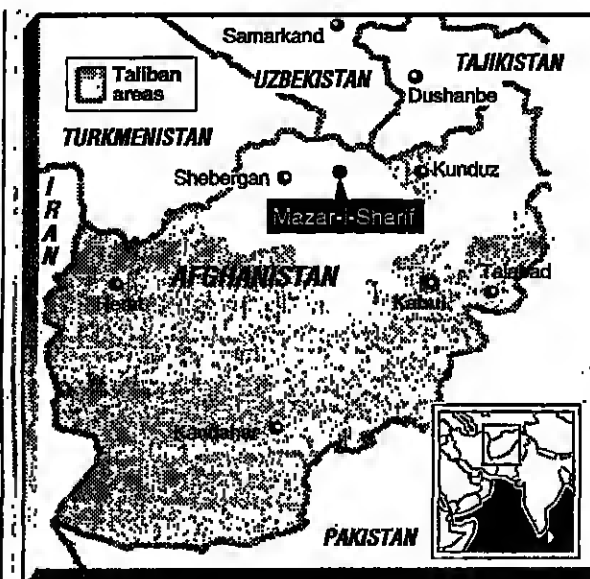 Samarkand
Taliban
areas
UZBEKISTAN
TAJIKISTAN
Dushanbe
TURKMENISTAN
Shebergan
Kunduz
IRAN
Mazar-i-Sharif
AFGHANISTAN
Herat
Kabul
Kandahar
PAKISTAN